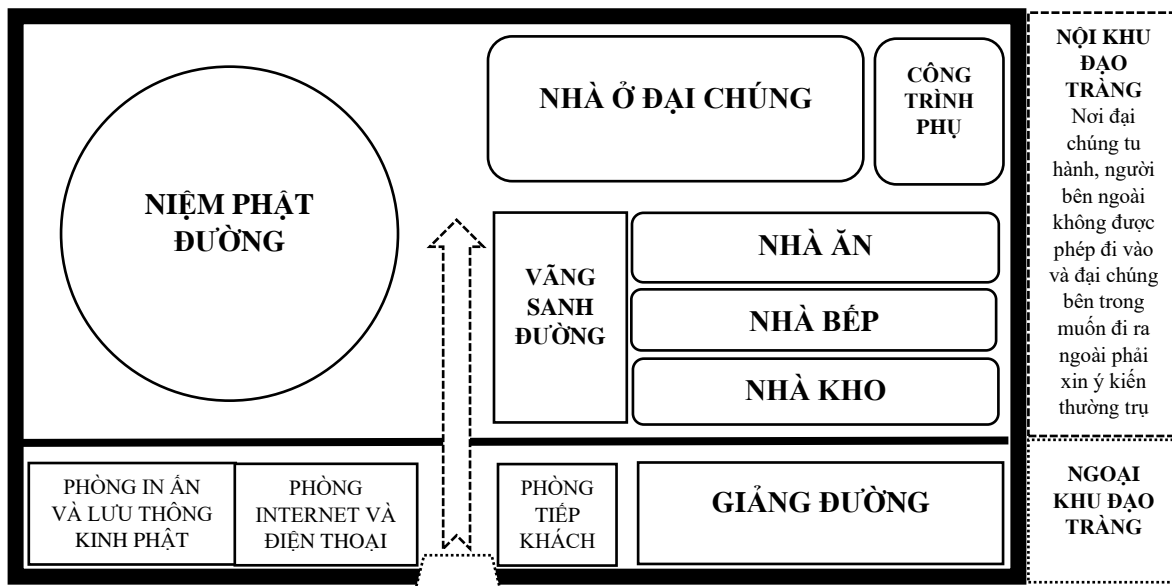 NHÀ Ở ĐẠI CHÚNG
CÔNG
TRÌNH
PHỤ
NIỆM PHẬT
ĐƯỜNG
VÃNG
SANH
ĐƯỜNG
NHÀ ĂN
NHÀ BẾP
NHÀ KHO
PHÒNG IN ẤN
VÀ LƯU THÔNG
KINH PHẬT
PHÒNG
INTERNET VÀ
ĐIỆN THOẠI
PHÒNG
TIẾP
KHÁCH
GIẢNG ĐƯỜNG
NỘI KHU
ĐẠO
TRÀNG
Nơi đại
chúng tu
hành, người
bên ngoài
không được
phép đi vào
và đại chúng
bên trong
muốn đi ra
ngoài phải
xin ý kiến
thường trụ
NGOẠI
KHU ĐẠO
TRÀNG